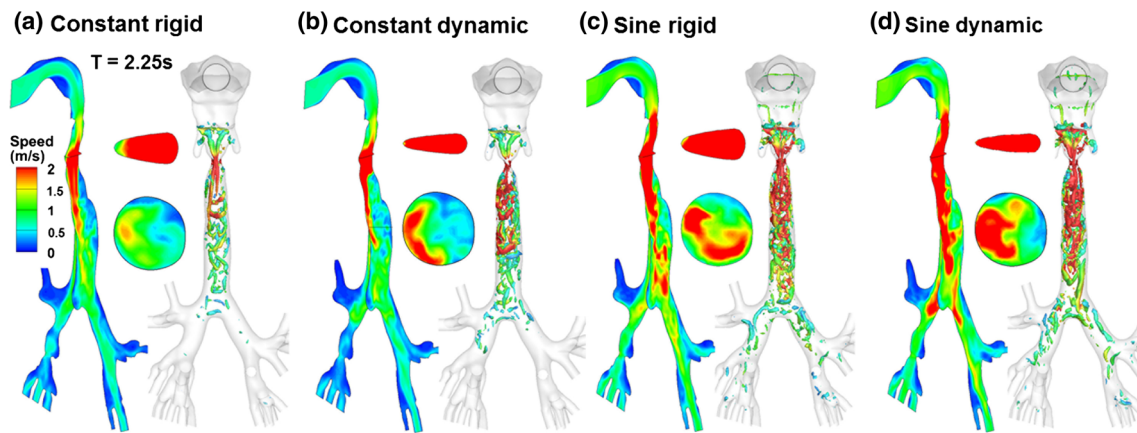 (a) Constant rigid
(b) Constant dynamic
(c) Sine rigid
(d) Sine dynamic
T = 2.25s
Speed
(m/s)
2
1.5
1
0.5
0